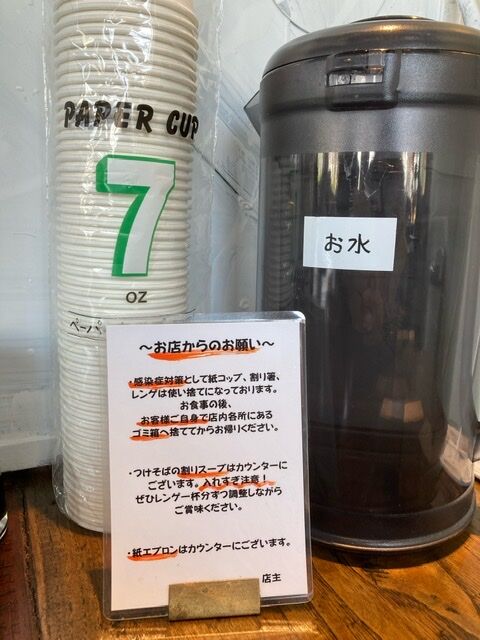 PAPER CUP
7
OZ
ペーパ
お水
～お店からのお願い～
・感染症対策として紙コップ、割り箸、
レンゲは使い捨てになっております。
お食事の後、
お客様ご自身で店内各所にある
ゴミ箱へ捨ててからお帰りください。
・つけそばの割りスープはカウンターに
ございます。入れすぎ注意！
ぜひレンゲ一杯分ずつ調整しながら
ご賞味ください。
・紙エプロンはカウンターにございます。
店主